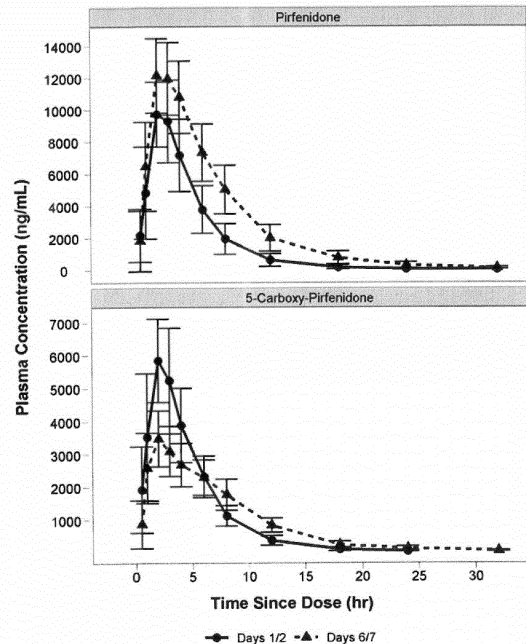 Pirfenidone
14000
12000
10000
8000
6000
4000
2000
0
5-Carboxy-Pirfenidone
7000
6000
5000
4000
3000
2000
1000
Plasma Concentration (ng/mL)
0 5 10 15 20 25 30
Time Since Dose (hr)
Days 1/2 Days 6/7